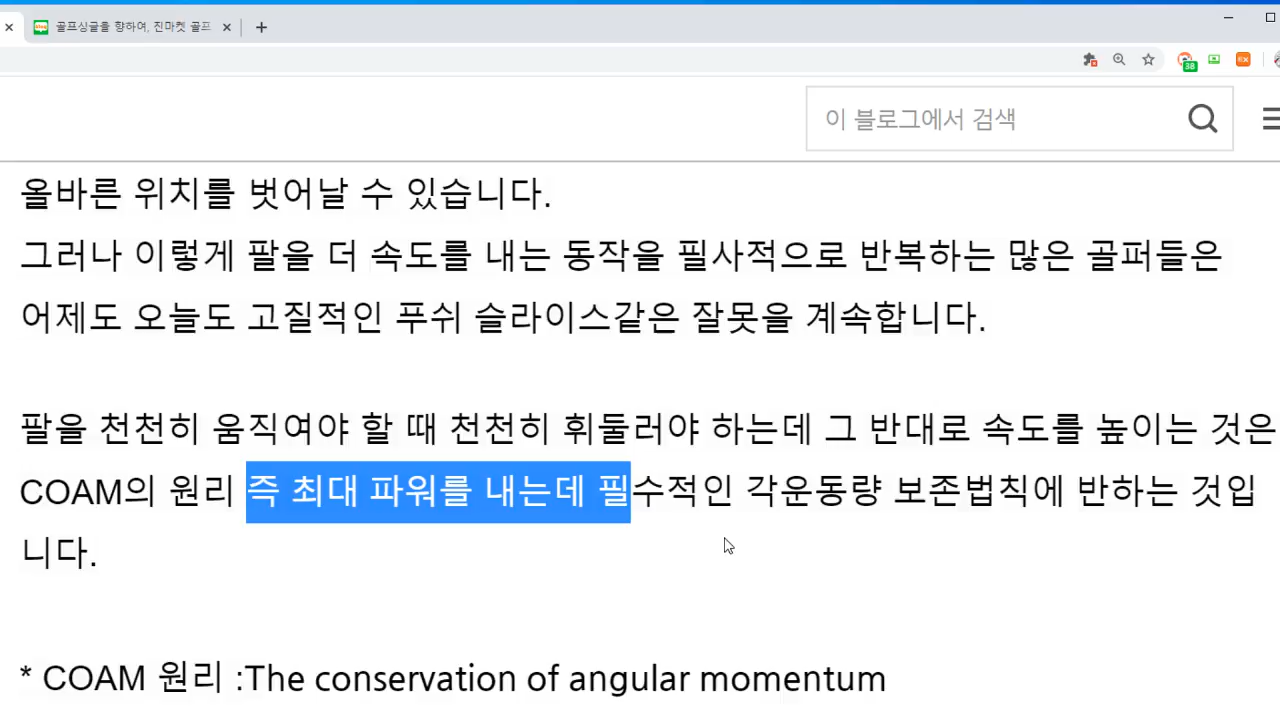 골프싱글을 향하여, 진마켓 골프
38
이 블로그에서 검색
올바른 위치를 벗어날 수 있습니다.
그러나 이렇게 팔을 더 속도를 내는 동작을 필사적으로 반복하는 많은 골퍼들은
어제도 오늘도 고질적인 푸쉬 슬라이스같은 잘못을 계속합니다.
팔을 천천히 움직여야 할 때 천천히 휘둘러야 하는데 그 반대로 속도를 높이는 것은
COAM의 원리 즉 최대 파워를 내는데 필수적인 각운동량 보존법칙에 반하는 것입
니다.
* COAM 원리 :The conservation of angular momentum